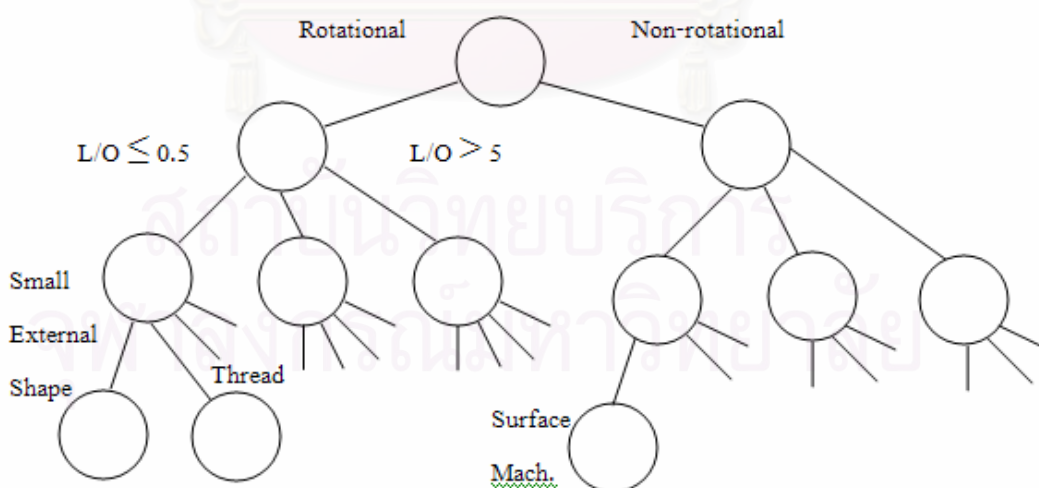 Rotational
Non-rotational
L/O ≤ 0.5
L/O > 5
สถาบันวิทยบริการ
จุฬาลงกรณ์มหาวิทยาลัย
Small
External
Shape
Thread
Surface
Mach.